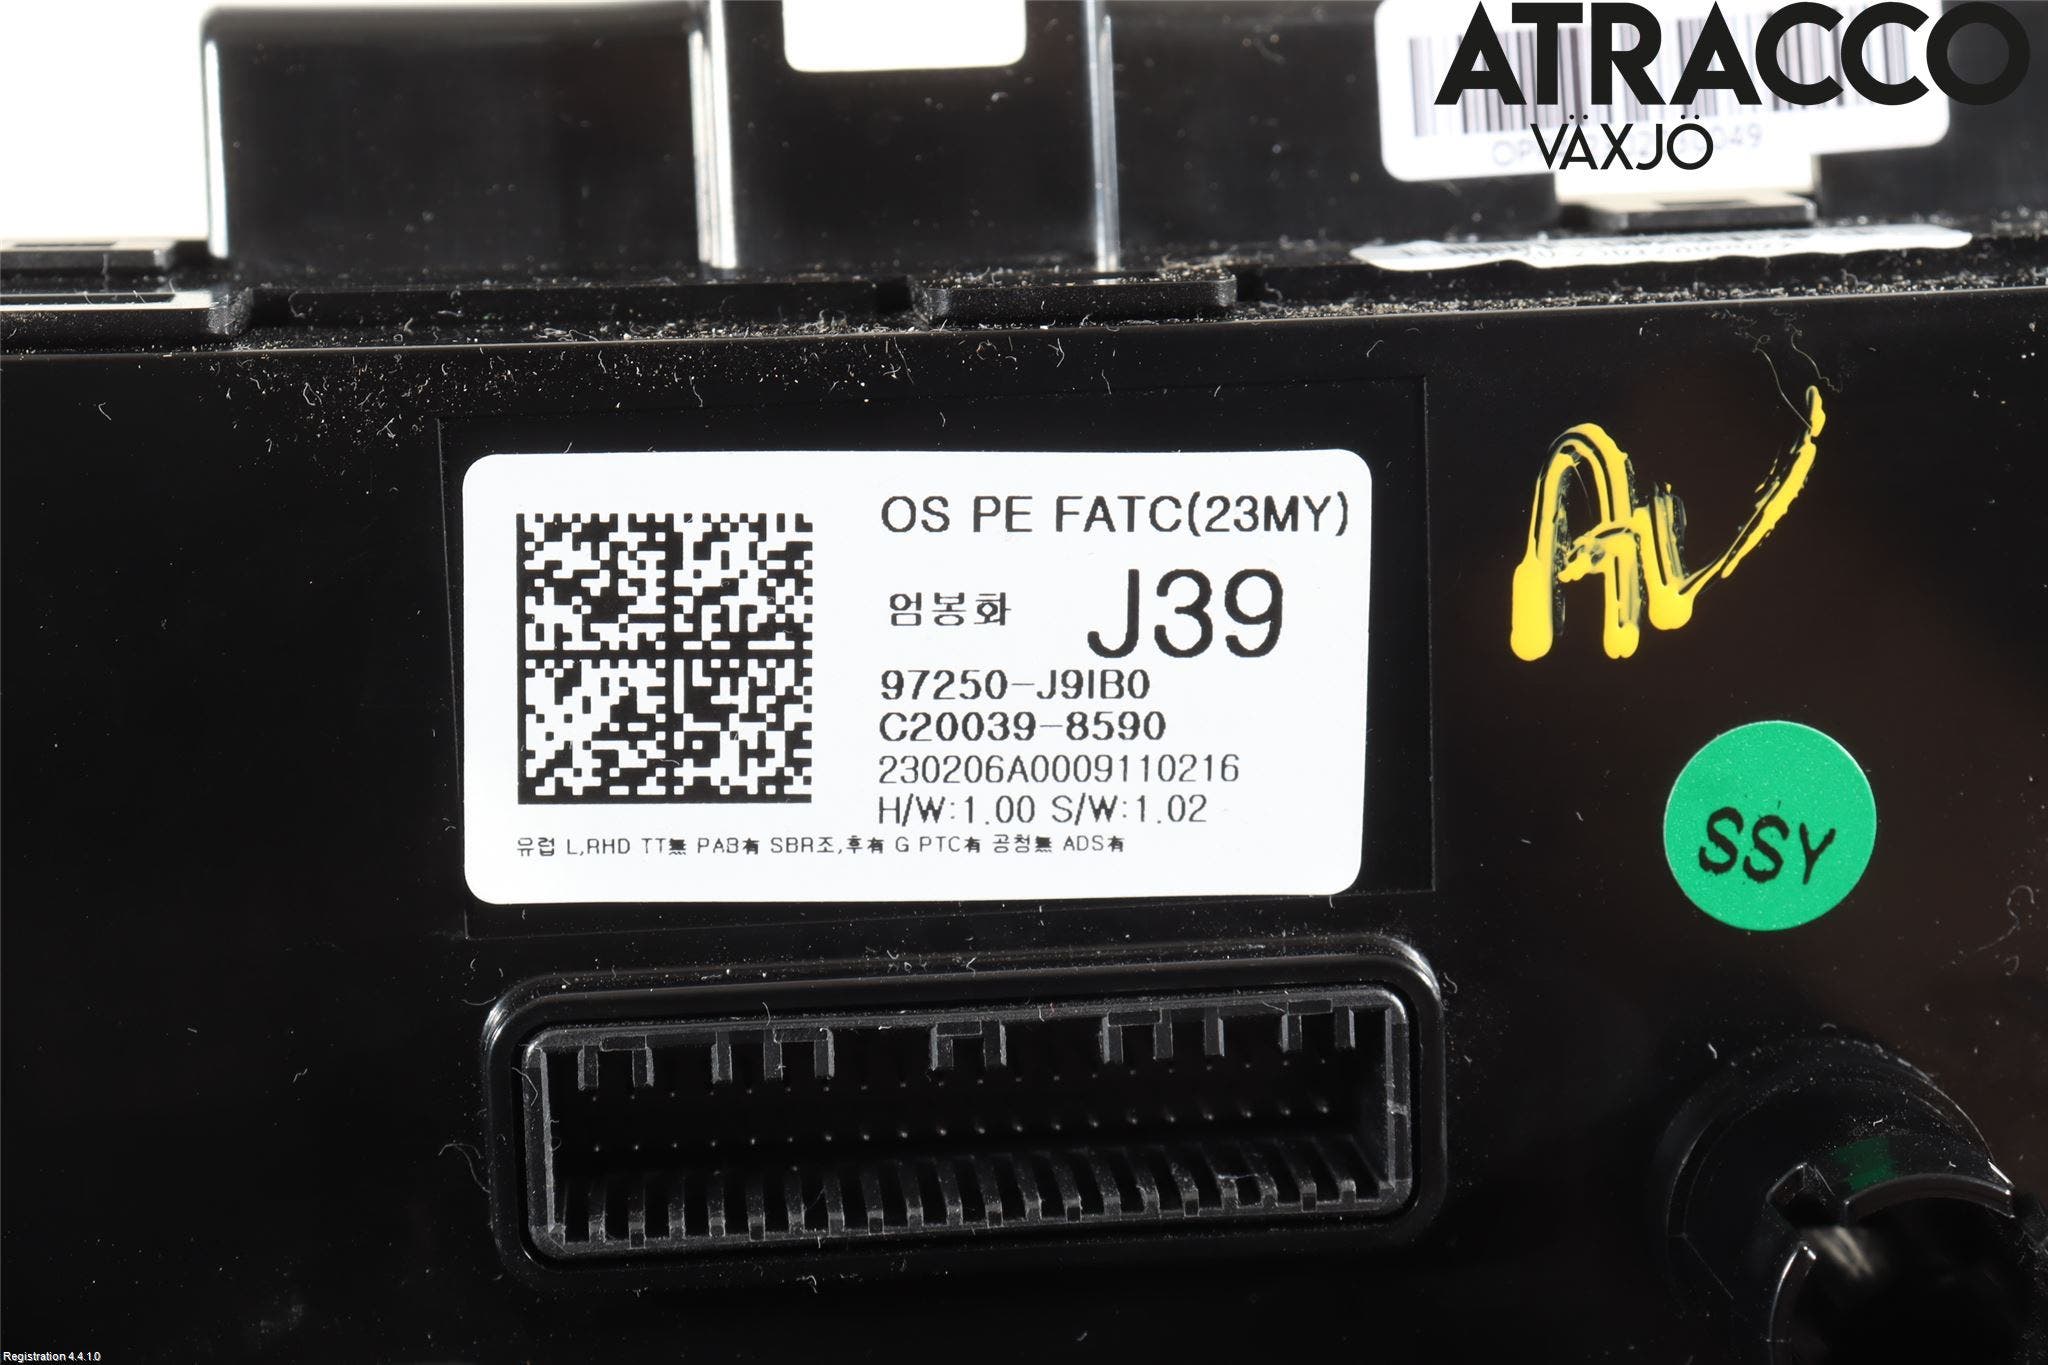 ATRACCO
VÄXJÖ
OS PE FATC(23MY)
엄봉화 J39
97250-J9IB0
C20039-8590
230206A0009110216
H/W:1.00 S/W:1.02
유럽 L,RHD TT無 PAB有 SBR조,후有 G PTC有 공청無 ADS有
AV
SSY
Registration 4.4.1.0